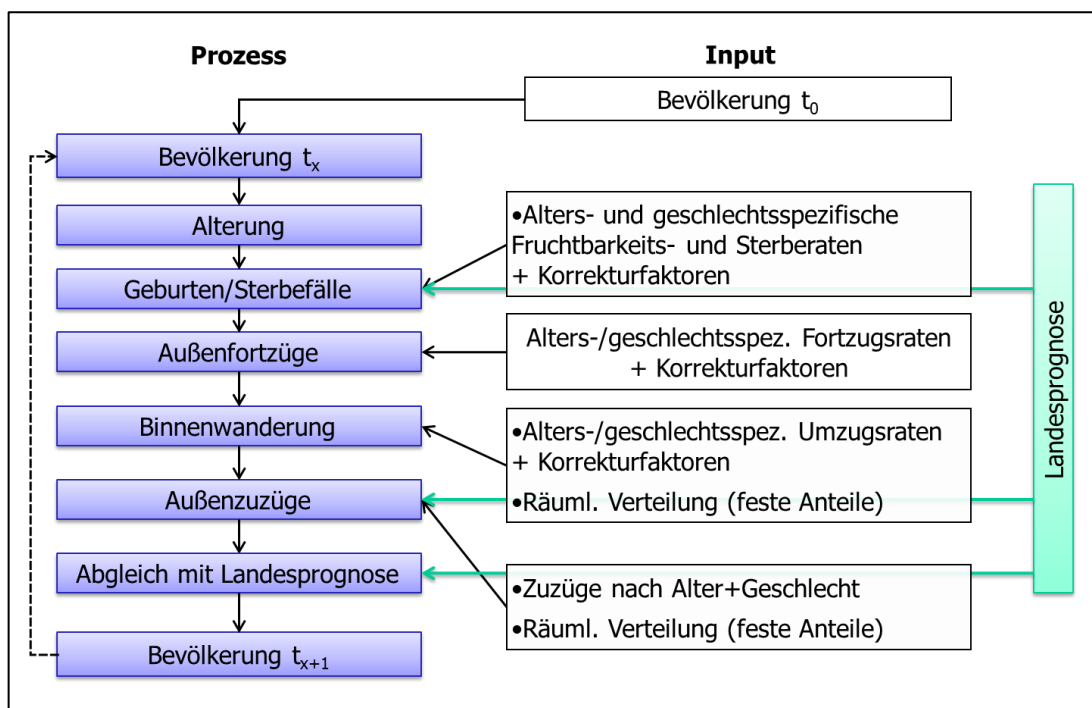 Prozess
Input
Bevölkerung t0
Bevölkerung tx
Alterung
Geburten/Sterbefälle
Außenfortzüge
Binnenwanderung
Außenzuzüge
Abgleich mit Landesprognose
Bevölkerung tx+1
•Alters- und geschlechtsspezifische
Fruchtbarkeits- und Sterberaten
+ Korrekturfaktoren
Alters-/geschlechtsspez. Fortzugsraten
+ Korrekturfaktoren
•Alters-/geschlechtsspez. Umzugsraten
+ Korrekturfaktoren
•Räuml. Verteilung (feste Anteile)
•Zuzüge nach Alter+Geschlecht
•Räuml. Verteilung (feste Anteile)
Landesprognose